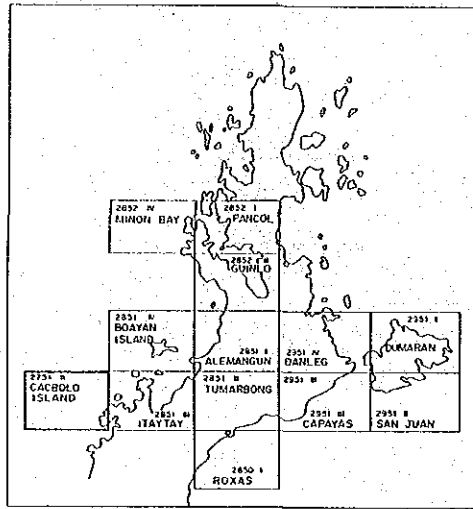 2852 IV
MINON BAY
2852 I
PANCOL
2852
GUINLO
2851 IV
BOAYAN
ISLAND
2851 I
ALEMANGUN
2951 IV
DANLEG
2951 I
DUMARAN
2751 II
CACBOLO
ISLAND
2851 III
ITAYTAY
2851 II
TUMARBONG
2951 III
2951 III
CAPAYAS
2951 II
SAN JUAN
2850 I
ROXAS